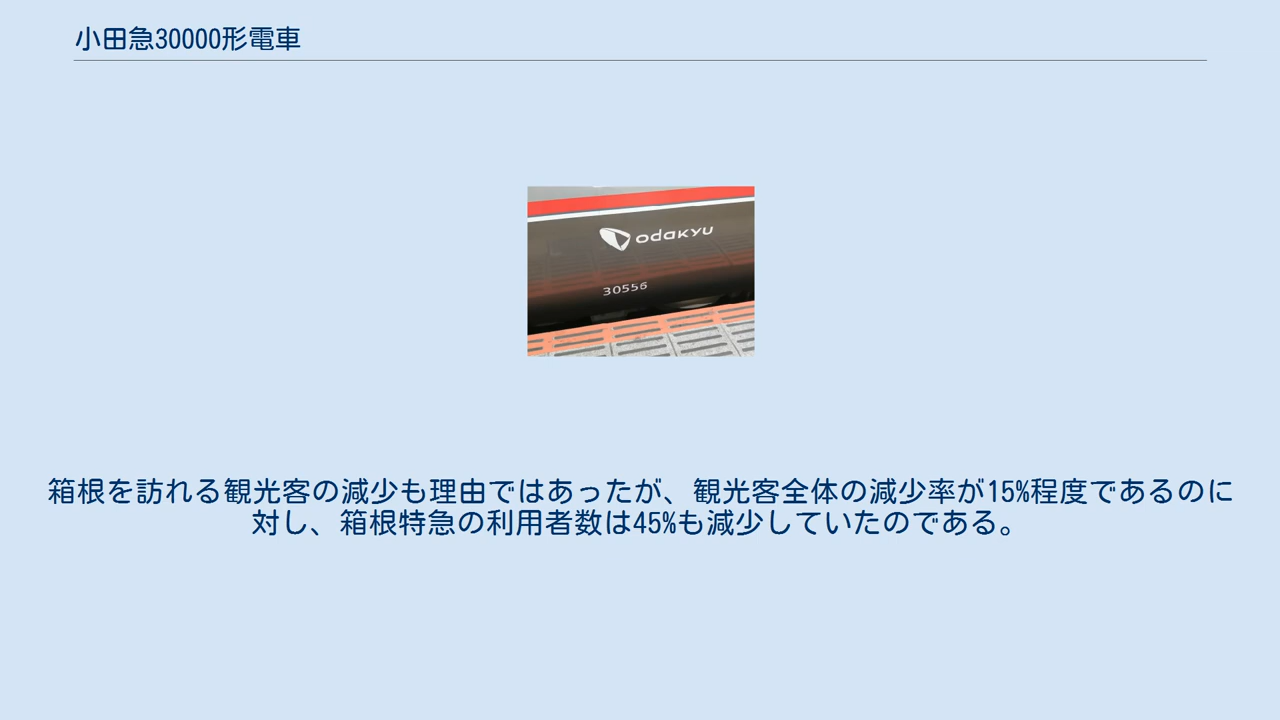 小田急30000形電車
odakyu
30556
箱根を訪れる観光客の減少も理由ではあったが、観光客全体の減少率が15%程度であるのに
対し、箱根特急の利用者数は45%も減少していたのである。